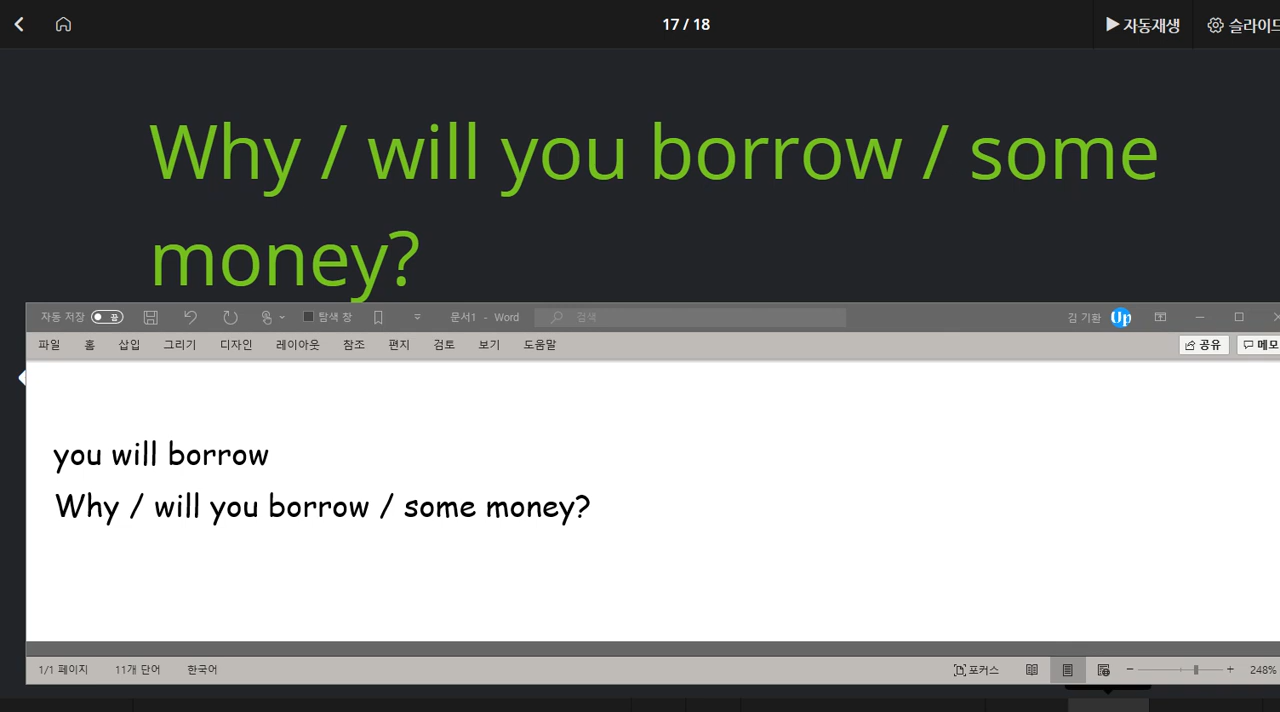 17 / 18
자동재생
슬라이드
Why / will you borrow / some
money?
자동 저장 끔
탐색 창
문서1 - Word
검색
김 기환
Up
파일 홈 삽입 그리기 디자인 레이아웃 참조 편지 검토 보기 도움말
공유
메모
you will borrow
Why / will you borrow / some money?
1/1 페이지 11개 단어 한국어
포커스
248%